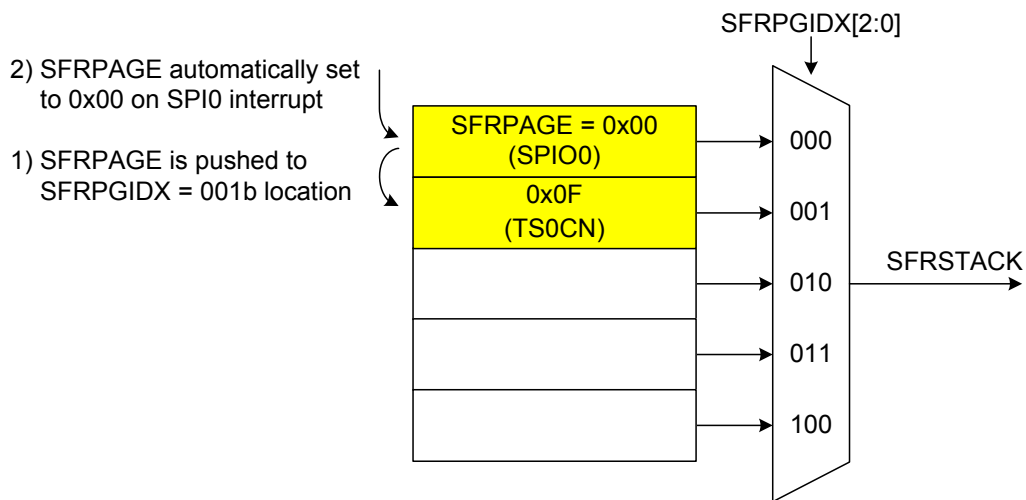 SFRPGIDX[2:0]
2) SFRPAGE automatically set
to 0x00 on SPI0 interrupt
1) SFRPAGE is pushed to
SFRPGIDX = 001b location
SFRPAGE = 0x00
(SPIO0)
0x0F
(TS0CN)
000
001
010
011
100
SFRSTACK